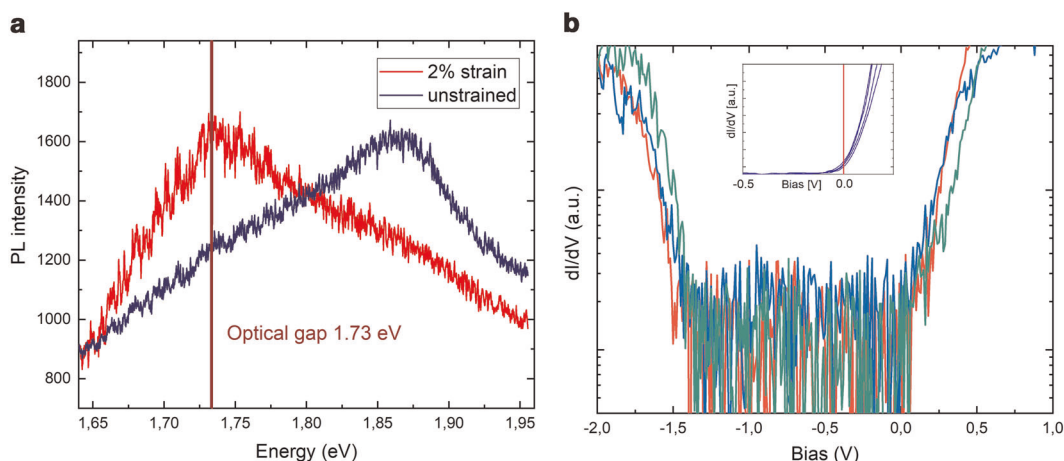 a
PL intensity
1800
1600
1400
1200
1000
800
2% strain
unstrained
Optical gap 1.73 eV
1,65 1,70 1,75 1,80 1,85 1,90 1,95
Energy (eV)
b
dI/dV (a.u.)
dI/dV [a.u.]
-0.5 Bias [V] 0.0
-2,0 -1,5 -1,0 -0,5 0,0 0,5 1,0
Bias (V)